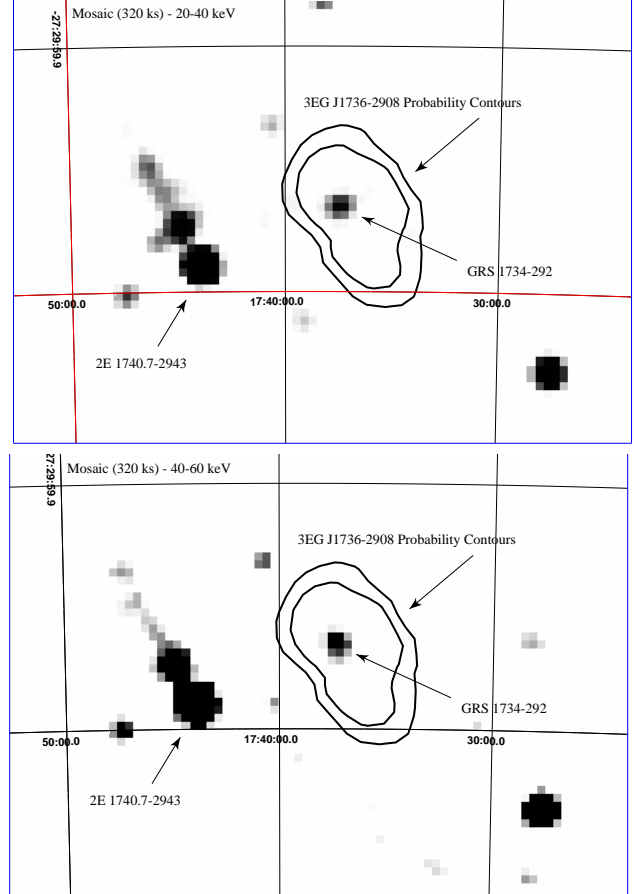 Mosaic (320 ks) - 20-40 keV
-27:29:59.9
3EG J1736-2908 Probability Contours
GRS 1734-292
50:00.0
17:40:00.0
30:00.0
2E 1740.7-2943
Mosaic (320 ks) - 40-60 keV
27:29:59.9
3EG J1736-2908 Probability Contours
GRS 1734-292
50:00.0
17:40:00.0
30:00.0
2E 1740.7-2943